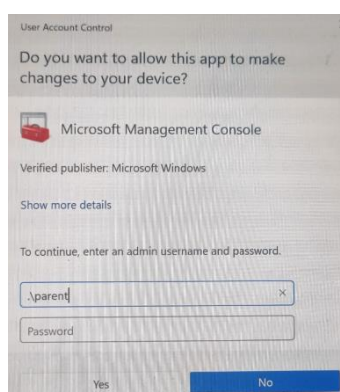 User Account Control
Do you want to allow this app to make
changes to your device?
Microsoft Management Console
Verified publisher: Microsoft Windows
Show more details
To continue, enter an admin username and password.
.\parent
Password
Yes
No